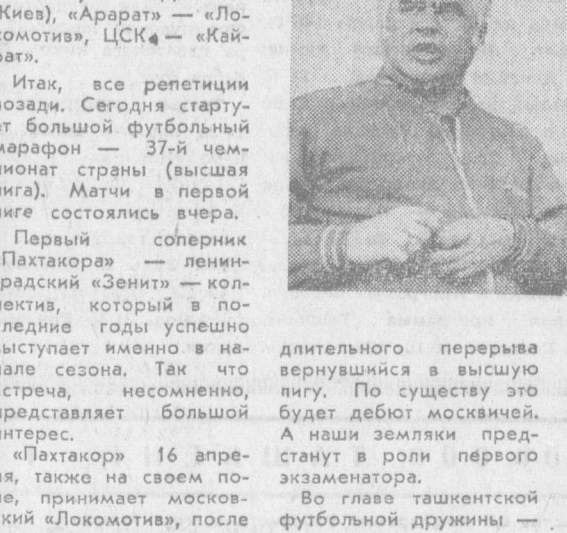 Киев), «Арарат» — «Ло-
комотив», ЦСКА — «Кай-
рат».
Итак, все репетиции
позади. Сегодня старту-
ет большой футбольный
марафон — 37-й чем-
пионат страны (высшая
лига). Матчи в первой
лиге состоялись вчера.
Первый соперник
«Пахтакора» — ленин-
градский «Зенит» — кол-
лектив, который в по-
следние годы успешно
выступает именно в на-
чале сезона. Так что
встреча, несомненно,
представляет большой
интерес.
«Пахтакор» 16 апре-
ля, также на своем по-
ле, принимает москов-
ский «Локомотив», после
длительного перерыва
вернувшийся в высшую
лигу. По существу это
будет дебют москвичей.
А наши земляки пред-
станут в роли первого
экзаменатора.
Во главе ташкентской
футбольной дружины —